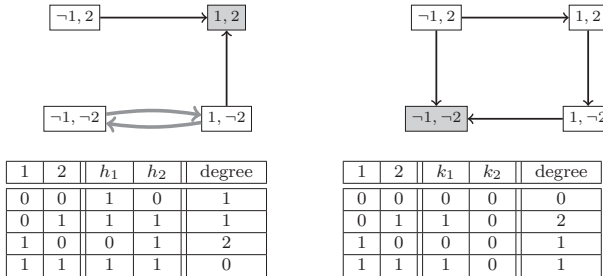 ¬1, 2 1, 2 ¬1, 2 1, 2
¬1, ¬2 1, ¬2 ¬1, ¬2 1, ¬2
1 2 h₁ h₂ degree 1 2 k₁ k₂ degree
0 0 1 0 1 0 0 0 0 0
0 1 1 1 1 0 1 1 0 2
1 0 0 1 2 1 0 0 0 1
1 1 1 1 0 1 1 1 0 1